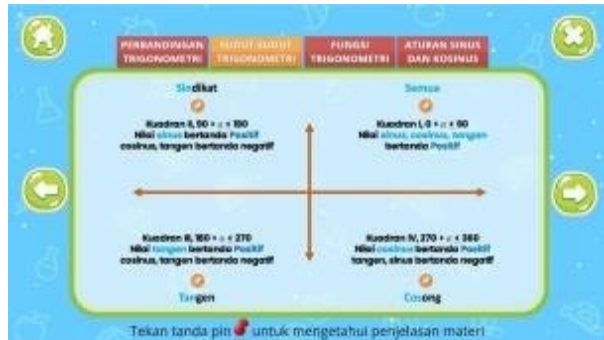 PERBANDINGAN TRIGONOMETRI
SUDUT-SUDUT TRIGONOMETRI
FUNGSI TRIGONOMETRI
ATURAN SINUS DAN KOSINUS
Sindikat
Kuadran II, 90 < α < 180
Nilai sinus bertanda Positif
cosinus, tangen bertanda negatif
Semua
Kuadran I, 0 < α < 90
Nilai sinus, cosinus, tangen
bertanda Positif
Kuadran III, 180 < α < 270
Nilai tangen bertanda Positif
cosinus, tangen bertanda negatif
Tangen
Kuadran IV, 270 < α < 360
Nilai cosinus bertanda Positif
tangen, sinus bertanda negatif
Cosong
Tekan tanda pin untuk mengetahui penjelasan materi